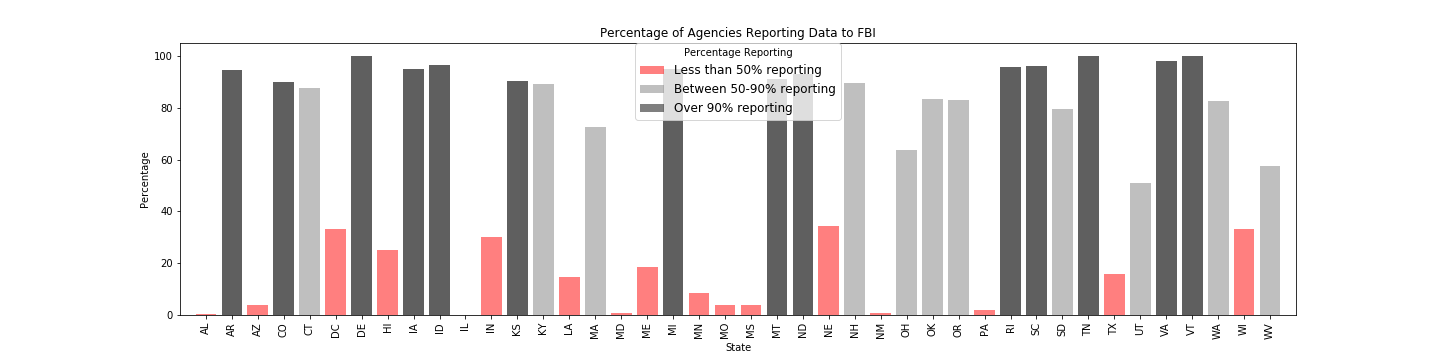 Percentage of Agencies Reporting Data to FBI
Percentage Reporting
Less than 50% reporting
Between 50-90% reporting
Over 90% reporting
Percentage
100
80
60
40
20
0
AL AR AZ CO CT DC DE HI IA ID IL IN KS KY LA MA MD ME MI MN MO MS MT ND NE NH NM OH OK OR PA RI SC SD TN TX UT VA VT WA WI WV
State